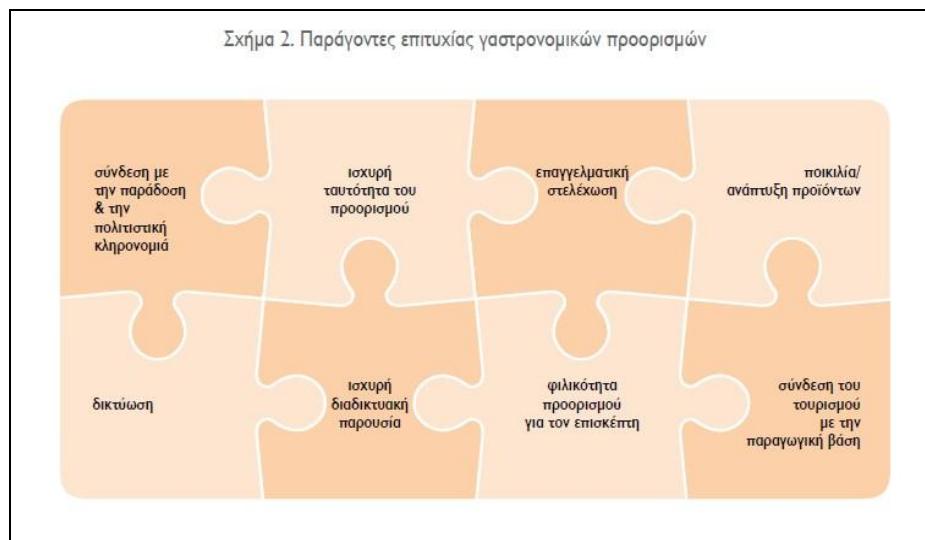 Σχήμα 2. Παράγοντες επιτυχίας γαστρονομικών προορισμών
σύνδεση με
την παράδοση
& την
πολιτιστική
κληρονομιά
ισχυρή
ταυτότητα του
προορισμού
επαγγελματική
στελέχωση
ποικιλία/
ανάπτυξη προϊόντων
δικτύωση
ισχυρή
διαδικτυακή
παρουσία
φιλικότητα
προορισμού
για τον επισκέπτη
σύνδεση του
τουρισμού
με την
παραγωγική βάση